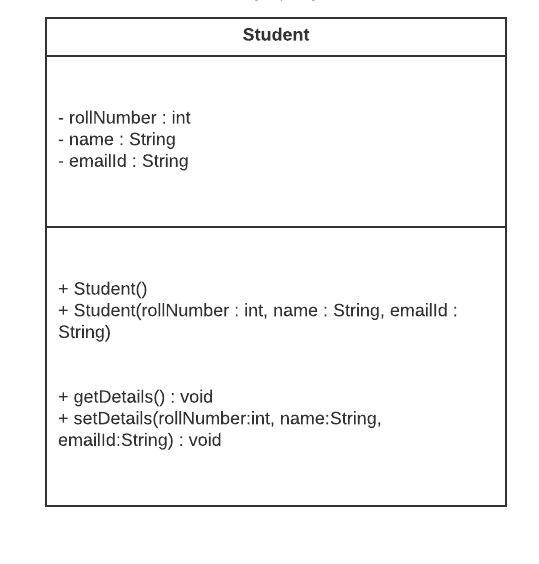 Student
- rollNumber : int
- name : String
- emailId : String
+ Student()
+ Student(rollNumber : int, name : String, emailId :
String)
+ getDetails() : void
+ setDetails(rollNumber:int, name:String,
emailId:String) : void